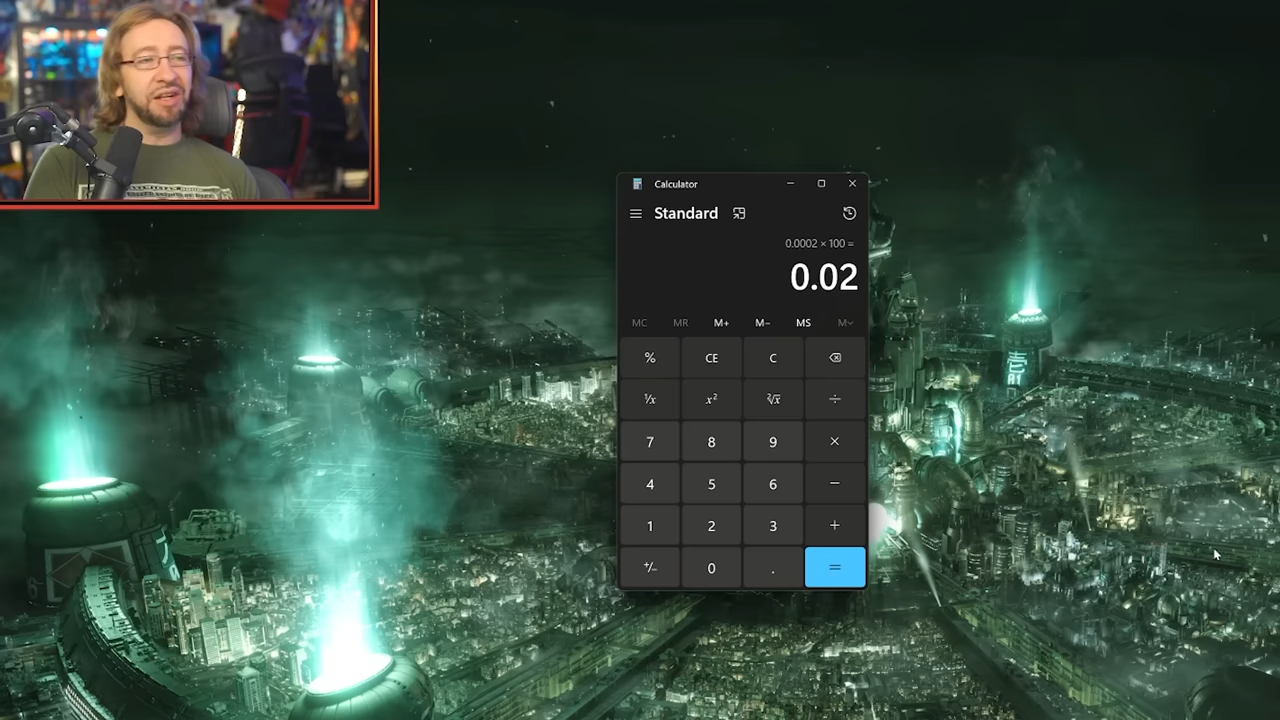 Calculator
Standard
0.0002 × 100 =
0.02
MC MR M+ M− MS M
% CE C
¹/x x² ²√x ÷
7 8 9 ×
4 5 6 −
1 2 3 +
+/− 0 . =